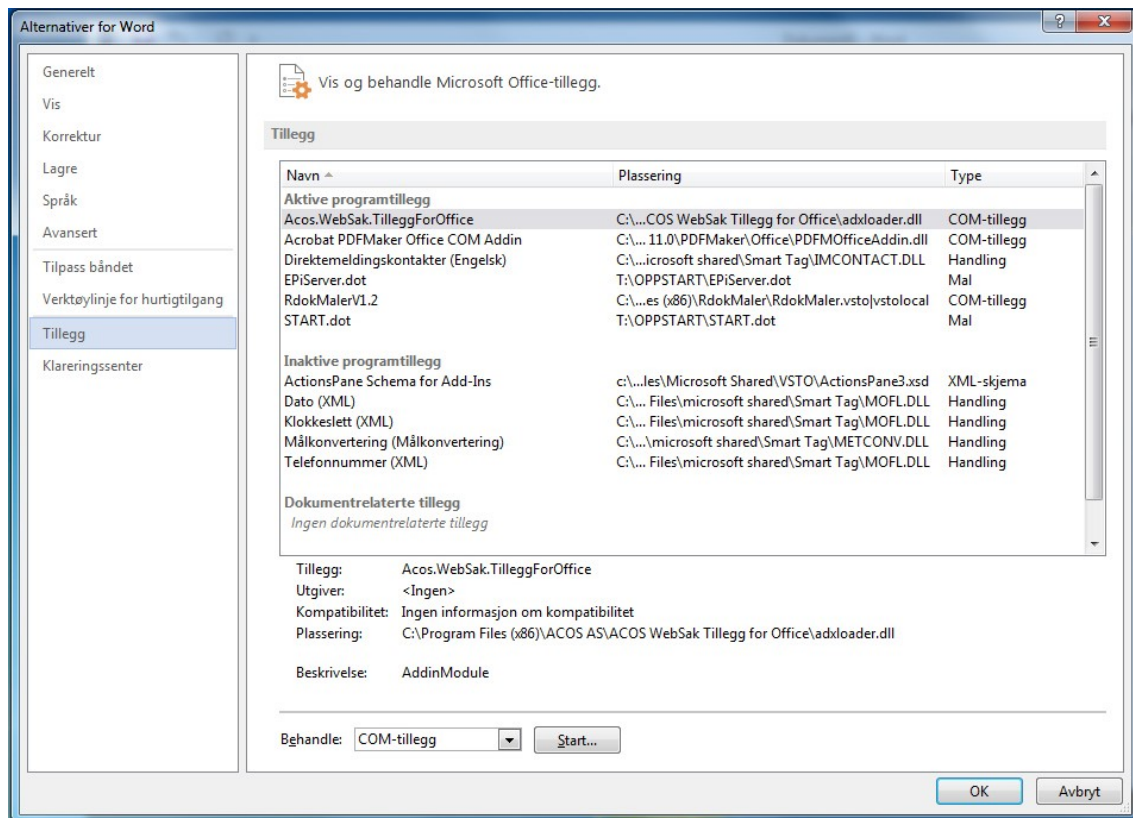 Alternativer for Word
Generelt
Vis
Korrektur
Lagre
Språk
Avansert
Tilpass båndet
Verktøylinje for hurtigtilgang
Tillegg
Klareringssenter
Vis og behandle Microsoft Office-tillegg.
Tillegg
Navn Plassering Type
Aktive programtillegg
Acos.WebSak.TilleggForOffice C:\...COS WebSak Tillegg for Office\adxloader.dll COM-tillegg
Acrobat PDFMaker Office COM Addin C:\... 11.0\PDFMaker\Office\PDFMOfficeAddin.dll COM-tillegg
Direktemeldingskontakter (Engelsk) C:\...icrosoft shared\Smart Tag\IMCONTACT.DLL Handling
EPiServer.dot T:\OPPSTART\EPiServer.dot Mal
RdokMalerV1.2 C:\...es (x86)\RdokMaler\RdokMaler.vsto|vstolocal COM-tillegg
START.dot T:\OPPSTART\START.dot Mal
Inaktive programtillegg
ActionsPane Schema for Add-Ins c:\...les\Microsoft Shared\VSTO\ActionsPane3.xsd XML-skjema
Dato (XML) C:\... Files\microsoft shared\Smart Tag\MOFL.DLL Handling
Klokkeslett (XML) C:\... Files\microsoft shared\Smart Tag\MOFL.DLL Handling
Målkonvertering (Målkonvertering) C:\...\microsoft shared\Smart Tag\METCONV.DLL Handling
Telefonnummer (XML) C:\... Files\microsoft shared\Smart Tag\MOFL.DLL Handling
Dokumentrelaterte tillegg
Ingen dokumentrelaterte tillegg
Tillegg: Acos.WebSak.TilleggForOffice
Utgiver: <Ingen>
Kompatibilitet: Ingen informasjon om kompatibilitet
Plassering: C:\Program Files (x86)\ACOS AS\ACOS WebSak Tillegg for Office\adxloader.dll
Beskrivelse: AddinModule
Behandle: COM-tillegg Start...
OK Avbryt